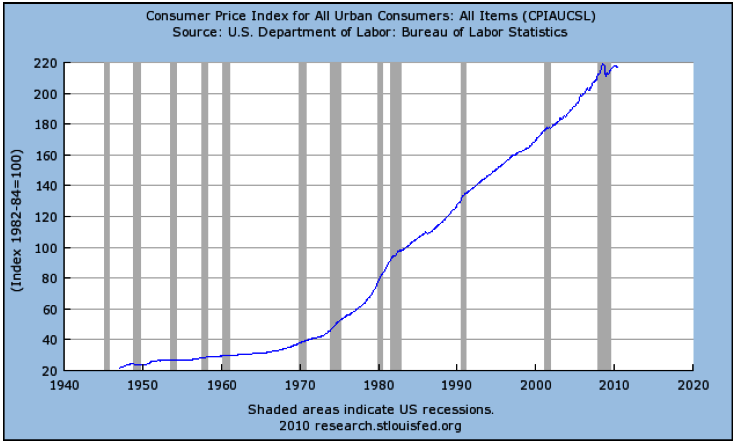 Consumer Price Index for All Urban Consumers: All Items (CPIAUCSL)
Source: U.S. Department of Labor: Bureau of Labor Statistics
(Index 1982-84=100)
220
200
180
160
140
120
100
80
60
40
20
1940 1950 1960 1970 1980 1990 2000 2010 2020
Shaded areas indicate US recessions.
2010 research.stlouisfed.org